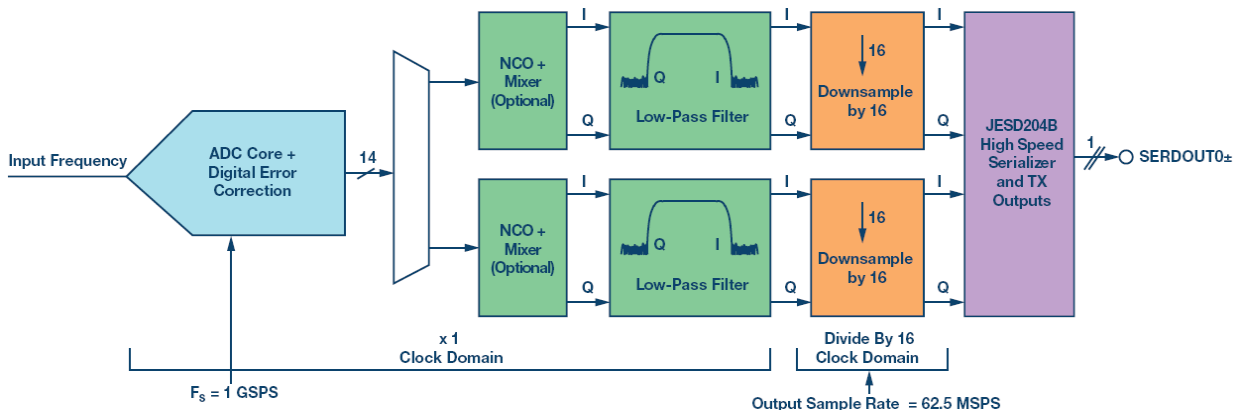 Input Frequency
ADC Core +
Digital Error
Correction
14
NCO +
Mixer
(Optional)
I
Q
Q I
Low-Pass Filter
I
Q
16
Downsample
by 16
I
Q
NCO +
Mixer
(Optional)
I
Q
Q I
Low-Pass Filter
I
Q
16
Downsample
by 16
I
Q
JESD204B
High Speed
Serializer
and TX
Outputs
1
SERDOUT0±
x 1
Clock Domain
Divide By 16
Clock Domain
FS = 1 GSPS
Output Sample Rate = 62.5 MSPS